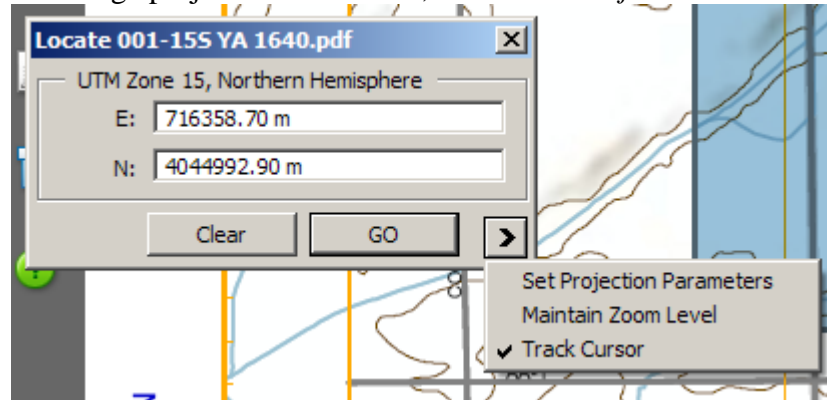 Locate 001-15S YA 1640.pdf
UTM Zone 15, Northern Hemisphere
E: 716358.70 m
N: 4044992.90 m
Clear GO >
Set Projection Parameters
Maintain Zoom Level
Track Cursor